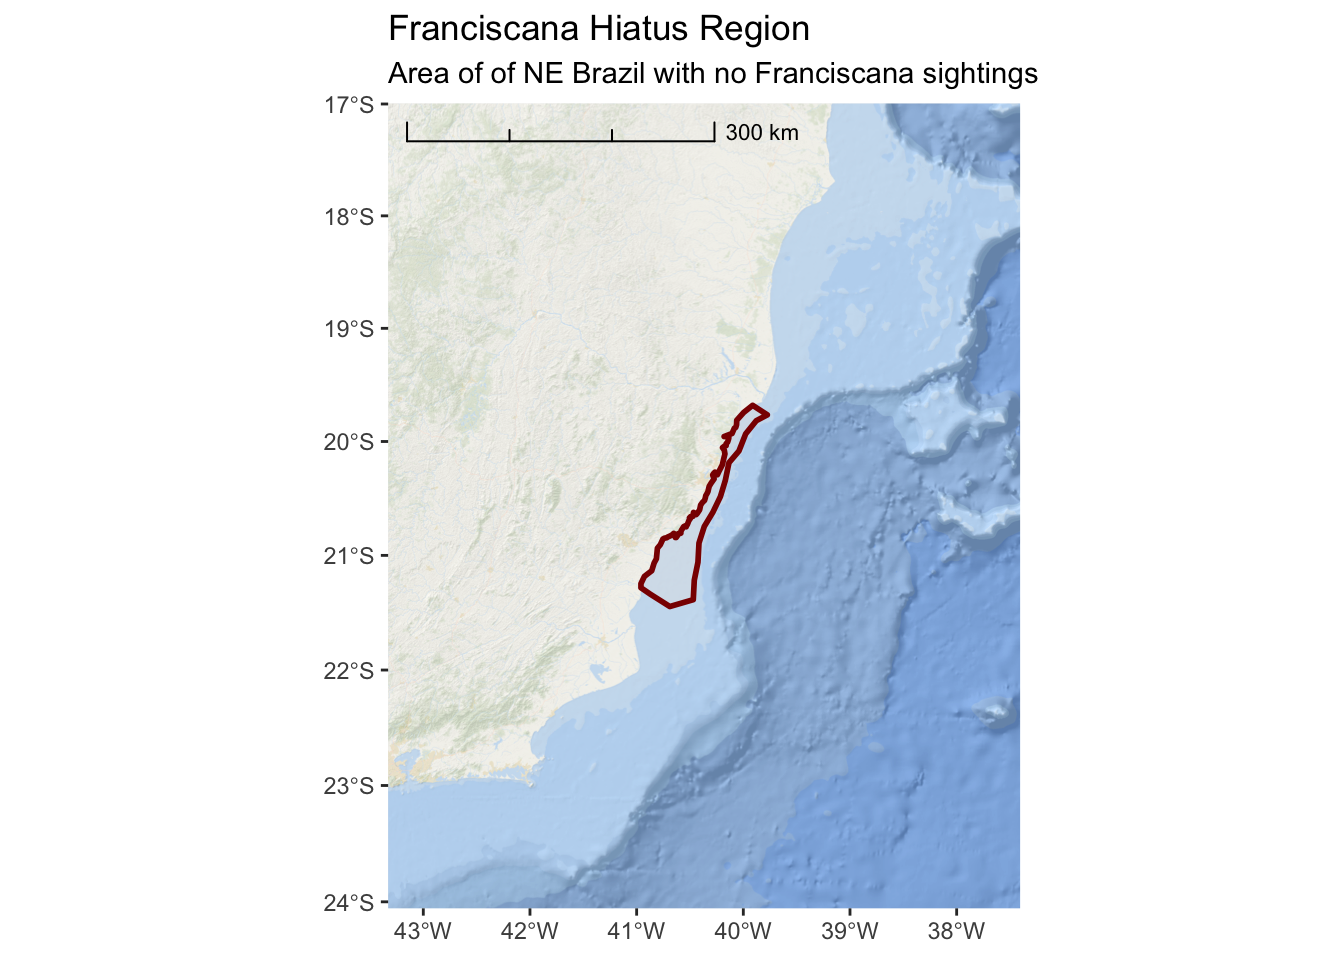 Franciscana Hiatus Region
Area of of NE Brazil with no Franciscana sightings
17°S
300 km
18°S
19°S
20°S
21°S
22°S
23°S
24°S
43°W 42°W 41°W 40°W 39°W 38°W